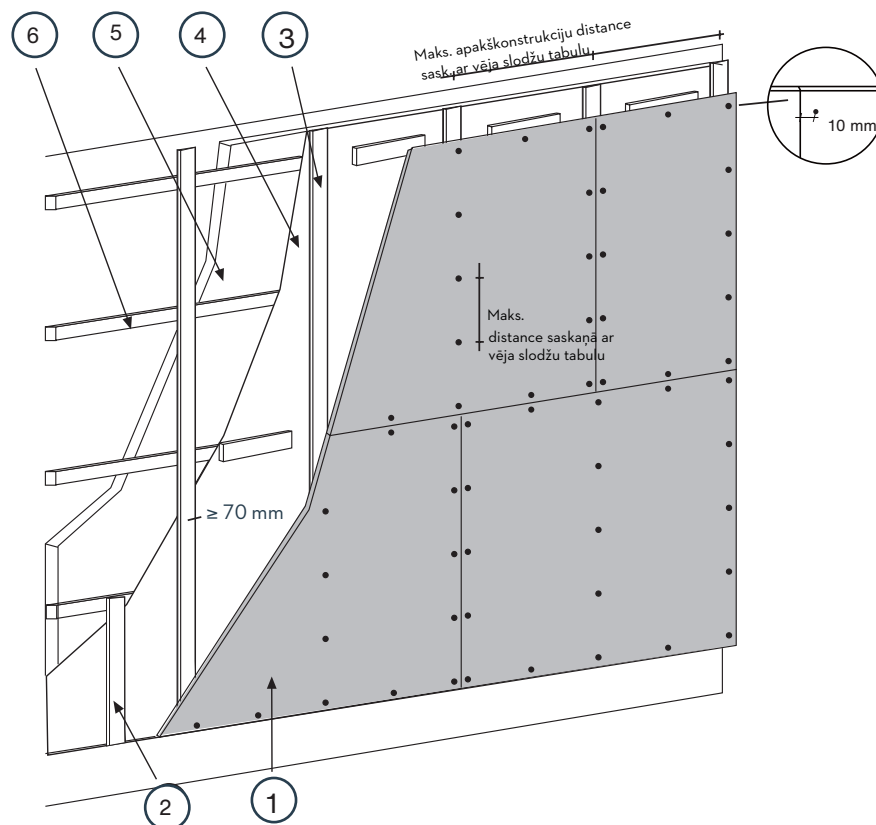 6
5
4
3
Maks. apakškonstrukciju distance
sask. ar vēja slodžu tabulu
10 mm
Maks.
distance saskaņā ar
vēja slodžu tabulu
≥ 70 mm
2
1